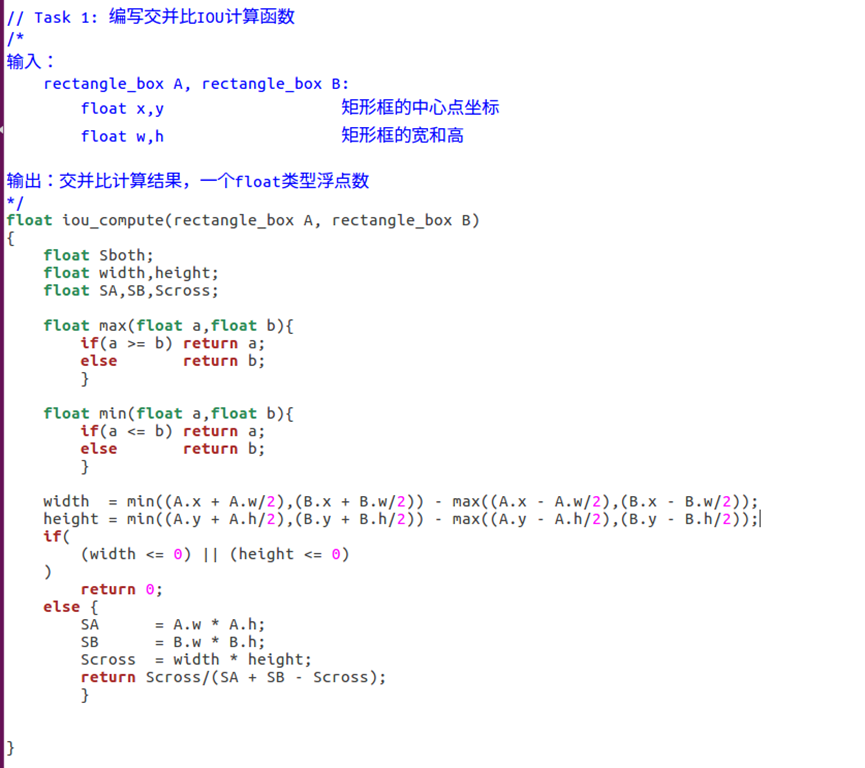 // Task 1: 编写交并比IOU计算函数
/*
输入：
    rectangle_box A, rectangle_box B:
        float x,y                   矩形框的中心点坐标
        float w,h                   矩形框的宽和高
输出：交并比计算结果，一个float类型浮点数
*/
float iou_compute(rectangle_box A, rectangle_box B)
{
    float Sboth;
    float width,height;
    float SA,SB,Scross;
    float max(float a,float b){
        if(a >= b) return a;
        else       return b;
        }
    float min(float a,float b){
        if(a <= b) return a;
        else       return b;
        }
    width  = min((A.x + A.w/2),(B.x + B.w/2)) - max((A.x - A.w/2),(B.x - B.w/2));
    height = min((A.y + A.h/2),(B.y + B.h/2)) - max((A.y - A.h/2),(B.y - B.h/2));
    if(
        (width <= 0) || (height <= 0)
    )
        return 0;
    else {
        SA      = A.w * A.h;
        SB      = B.w * B.h;
        Scross  = width * height;
        return Scross/(SA + SB - Scross);
        }
}